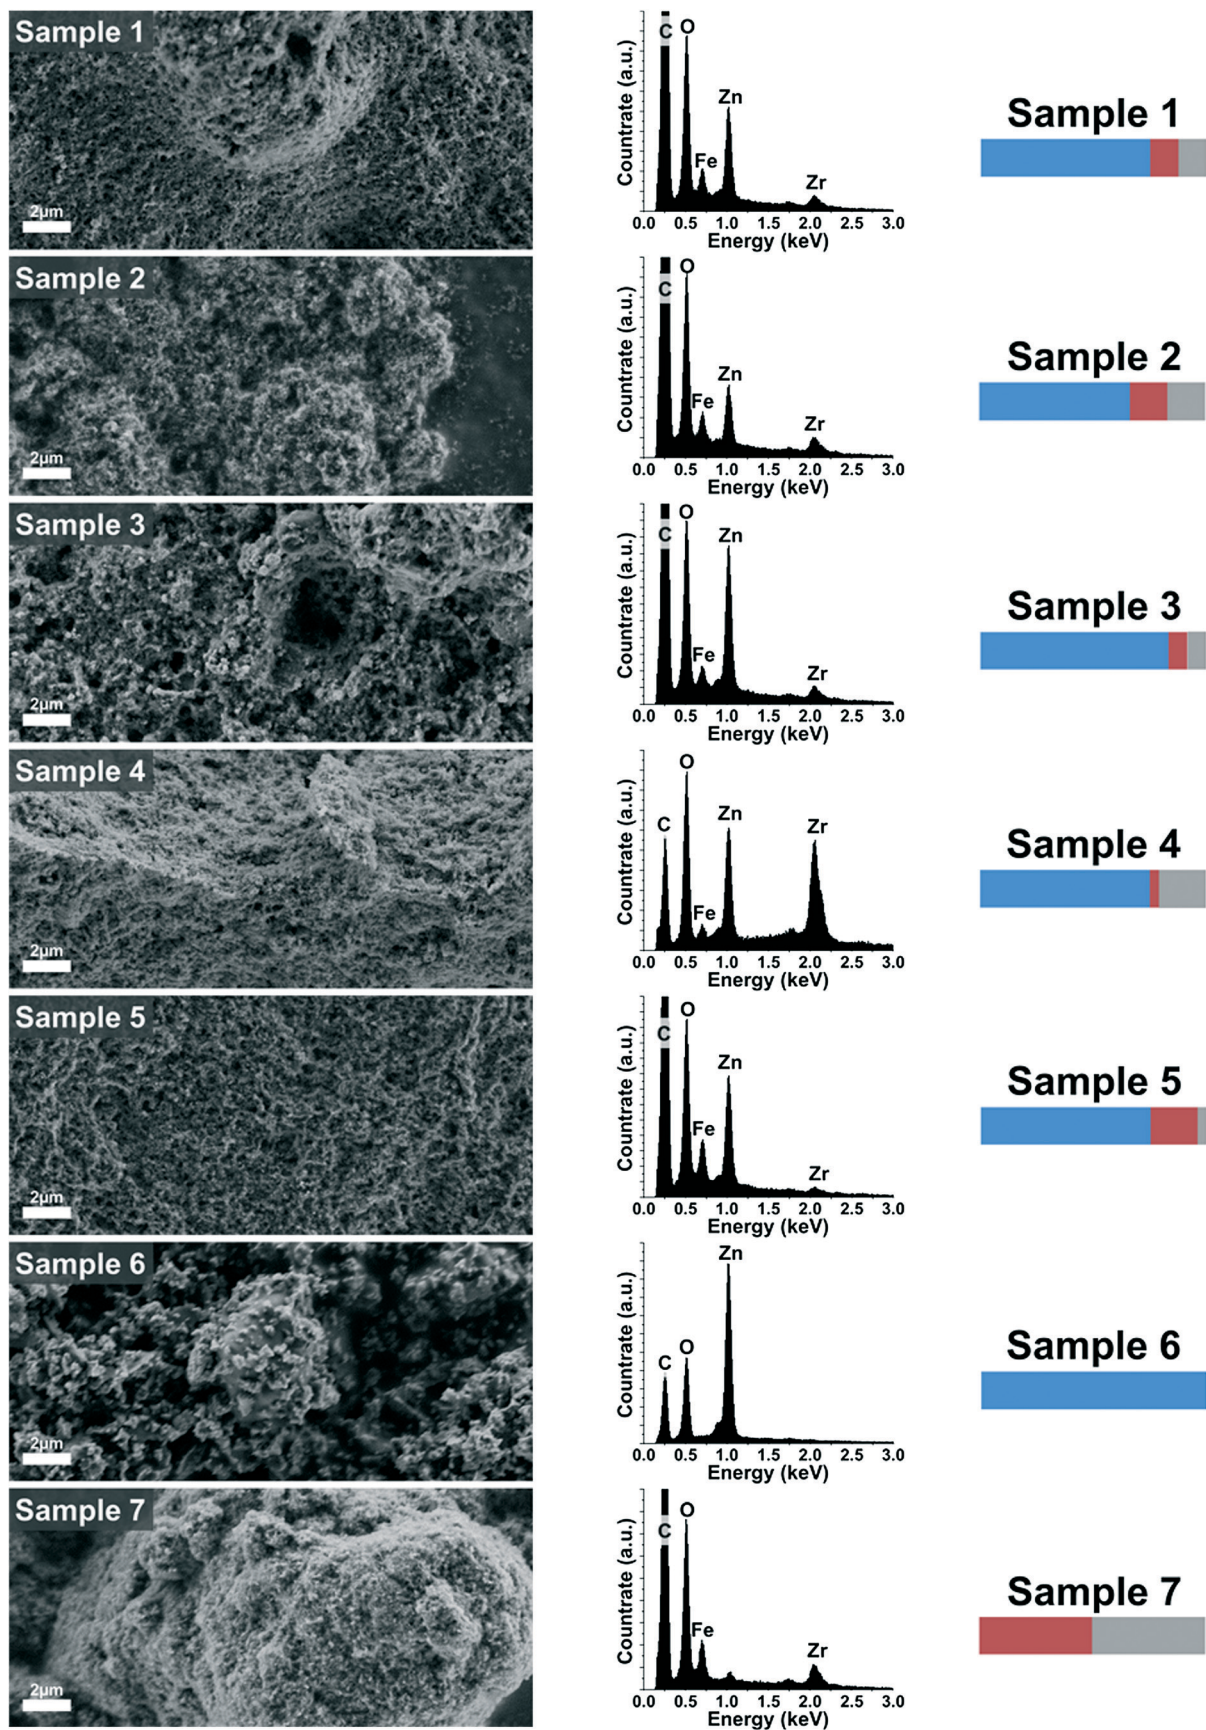 Sample 1
2µm
Countrate (a.u.)
C
O
Fe
Zn
Zr
0.0 0.5 1.0 1.5 2.0 2.5 3.0
Energy (keV)
Sample 1
Sample 2
2µm
Countrate (a.u.)
O
C
Fe
Zn
Zr
0.0 0.5 1.0 1.5 2.0 2.5 3.0
Energy (keV)
Sample 2
Sample 3
2µm
Countrate (a.u.)
O
C
Fe
Zn
Zr
0.0 0.5 1.0 1.5 2.0 2.5 3.0
Energy (keV)
Sample 3
Sample 4
2µm
Countrate (a.u.)
C
O
Fe
Zn
Zr
0.0 0.5 1.0 1.5 2.0 2.5 3.0
Energy (keV)
Sample 4
Sample 5
2µm
Countrate (a.u.)
C
O
Fe
Zn
Zr
0.0 0.5 1.0 1.5 2.0 2.5 3.0
Energy (keV)
Sample 5
Sample 6
2µm
Countrate (a.u.)
C
O
Zn
0.0 0.5 1.0 1.5 2.0 2.5 3.0
Energy (keV)
Sample 6
Sample 7
2µm
Countrate (a.u.)
C
O
Fe
Zr
0.0 0.5 1.0 1.5 2.0 2.5 3.0
Energy (keV)
Sample 7